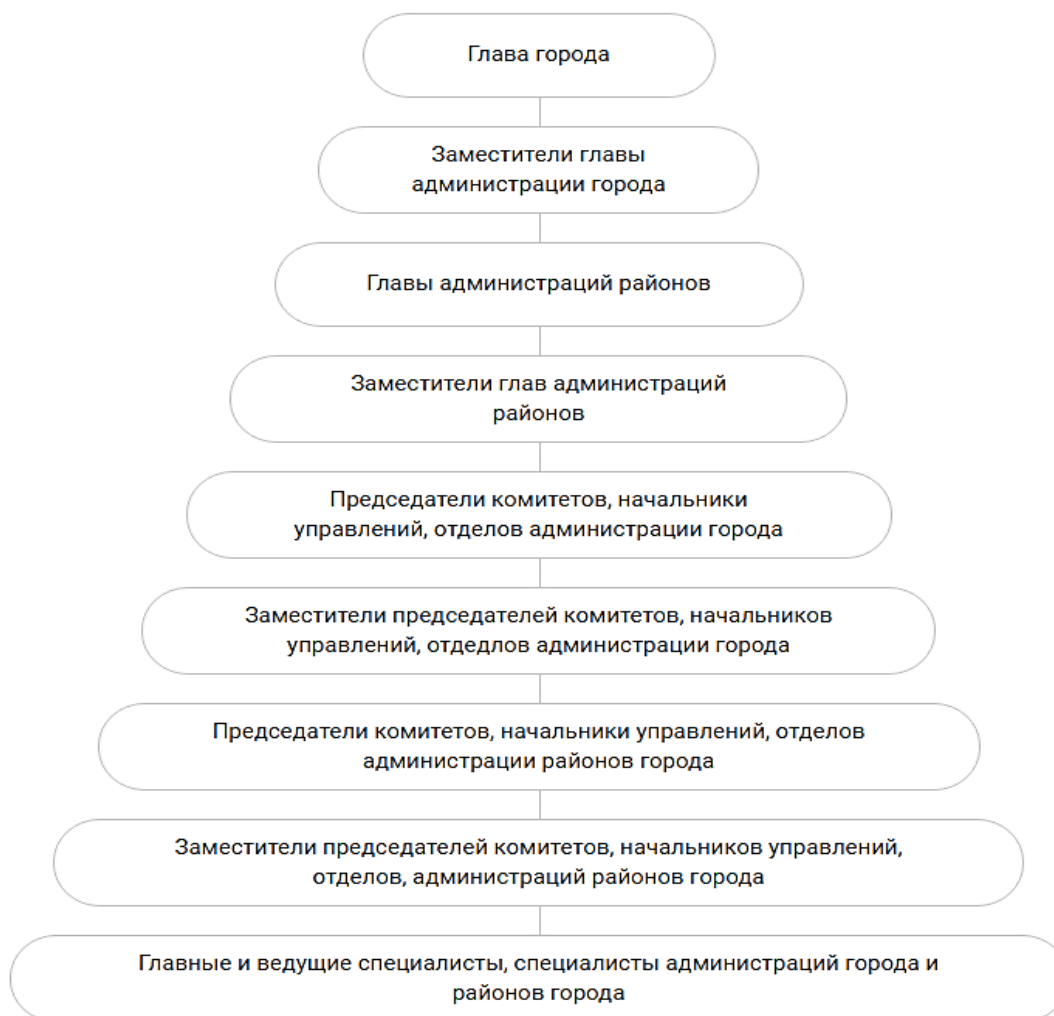 Глава города
Заместители главы
администрации города
Главы администраций районов
Заместители глав администраций
районов
Председатели комитетов, начальники
управлений, отделов администрации города
Заместители председателей комитетов, начальников
управлений, отдедлов администрации города
Председатели комитетов, начальники управлений, отделов
администрации районов города
Заместители председателей комитетов, начальников управлений,
отделов, администраций районов города
Главные и ведущие специалисты, специалисты администраций города и
районов города